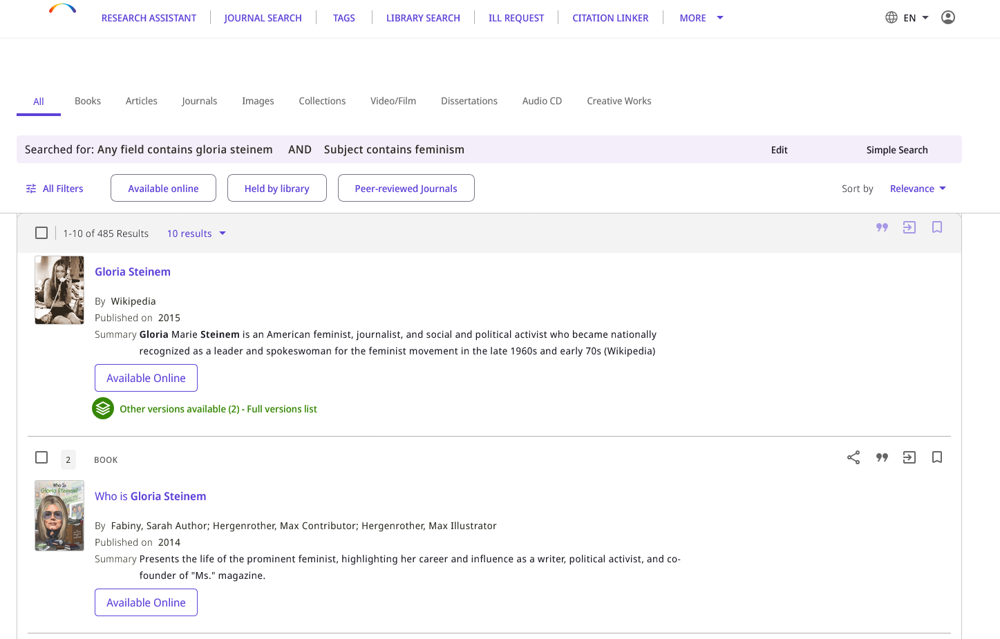 RESEARCH ASSISTANT JOURNAL SEARCH TAGS LIBRARY SEARCH ILL REQUEST CITATION LINKER MORE EN
All Books Articles Journals Images Collections Video/Film Dissertations Audio CD Creative Works
Searched for: Any field contains gloria steinem AND Subject contains feminism Edit Simple Search
All Filters Available online Held by library Peer-reviewed Journals Sort by Relevance
1-10 of 485 Results 10 results
Gloria Steinem
By Wikipedia
Published on 2015
Summary Gloria Marie Steinem is an American feminist, journalist, and social and political activist who became nationally
recognized as a leader and spokeswoman for the feminist movement in the late 1960s and early 70s (Wikipedia)
Available Online
Other versions available (2) - Full versions list
2 BOOK
Who Is
Gloria Steinem?
Who is Gloria Steinem
By Fabiny, Sarah Author; Hergenrother, Max Contributor; Hergenrother, Max Illustrator
Published on 2014
Summary Presents the life of the prominent feminist, highlighting her career and influence as a writer, political activist, and co-
founder of "Ms." magazine.
Available Online